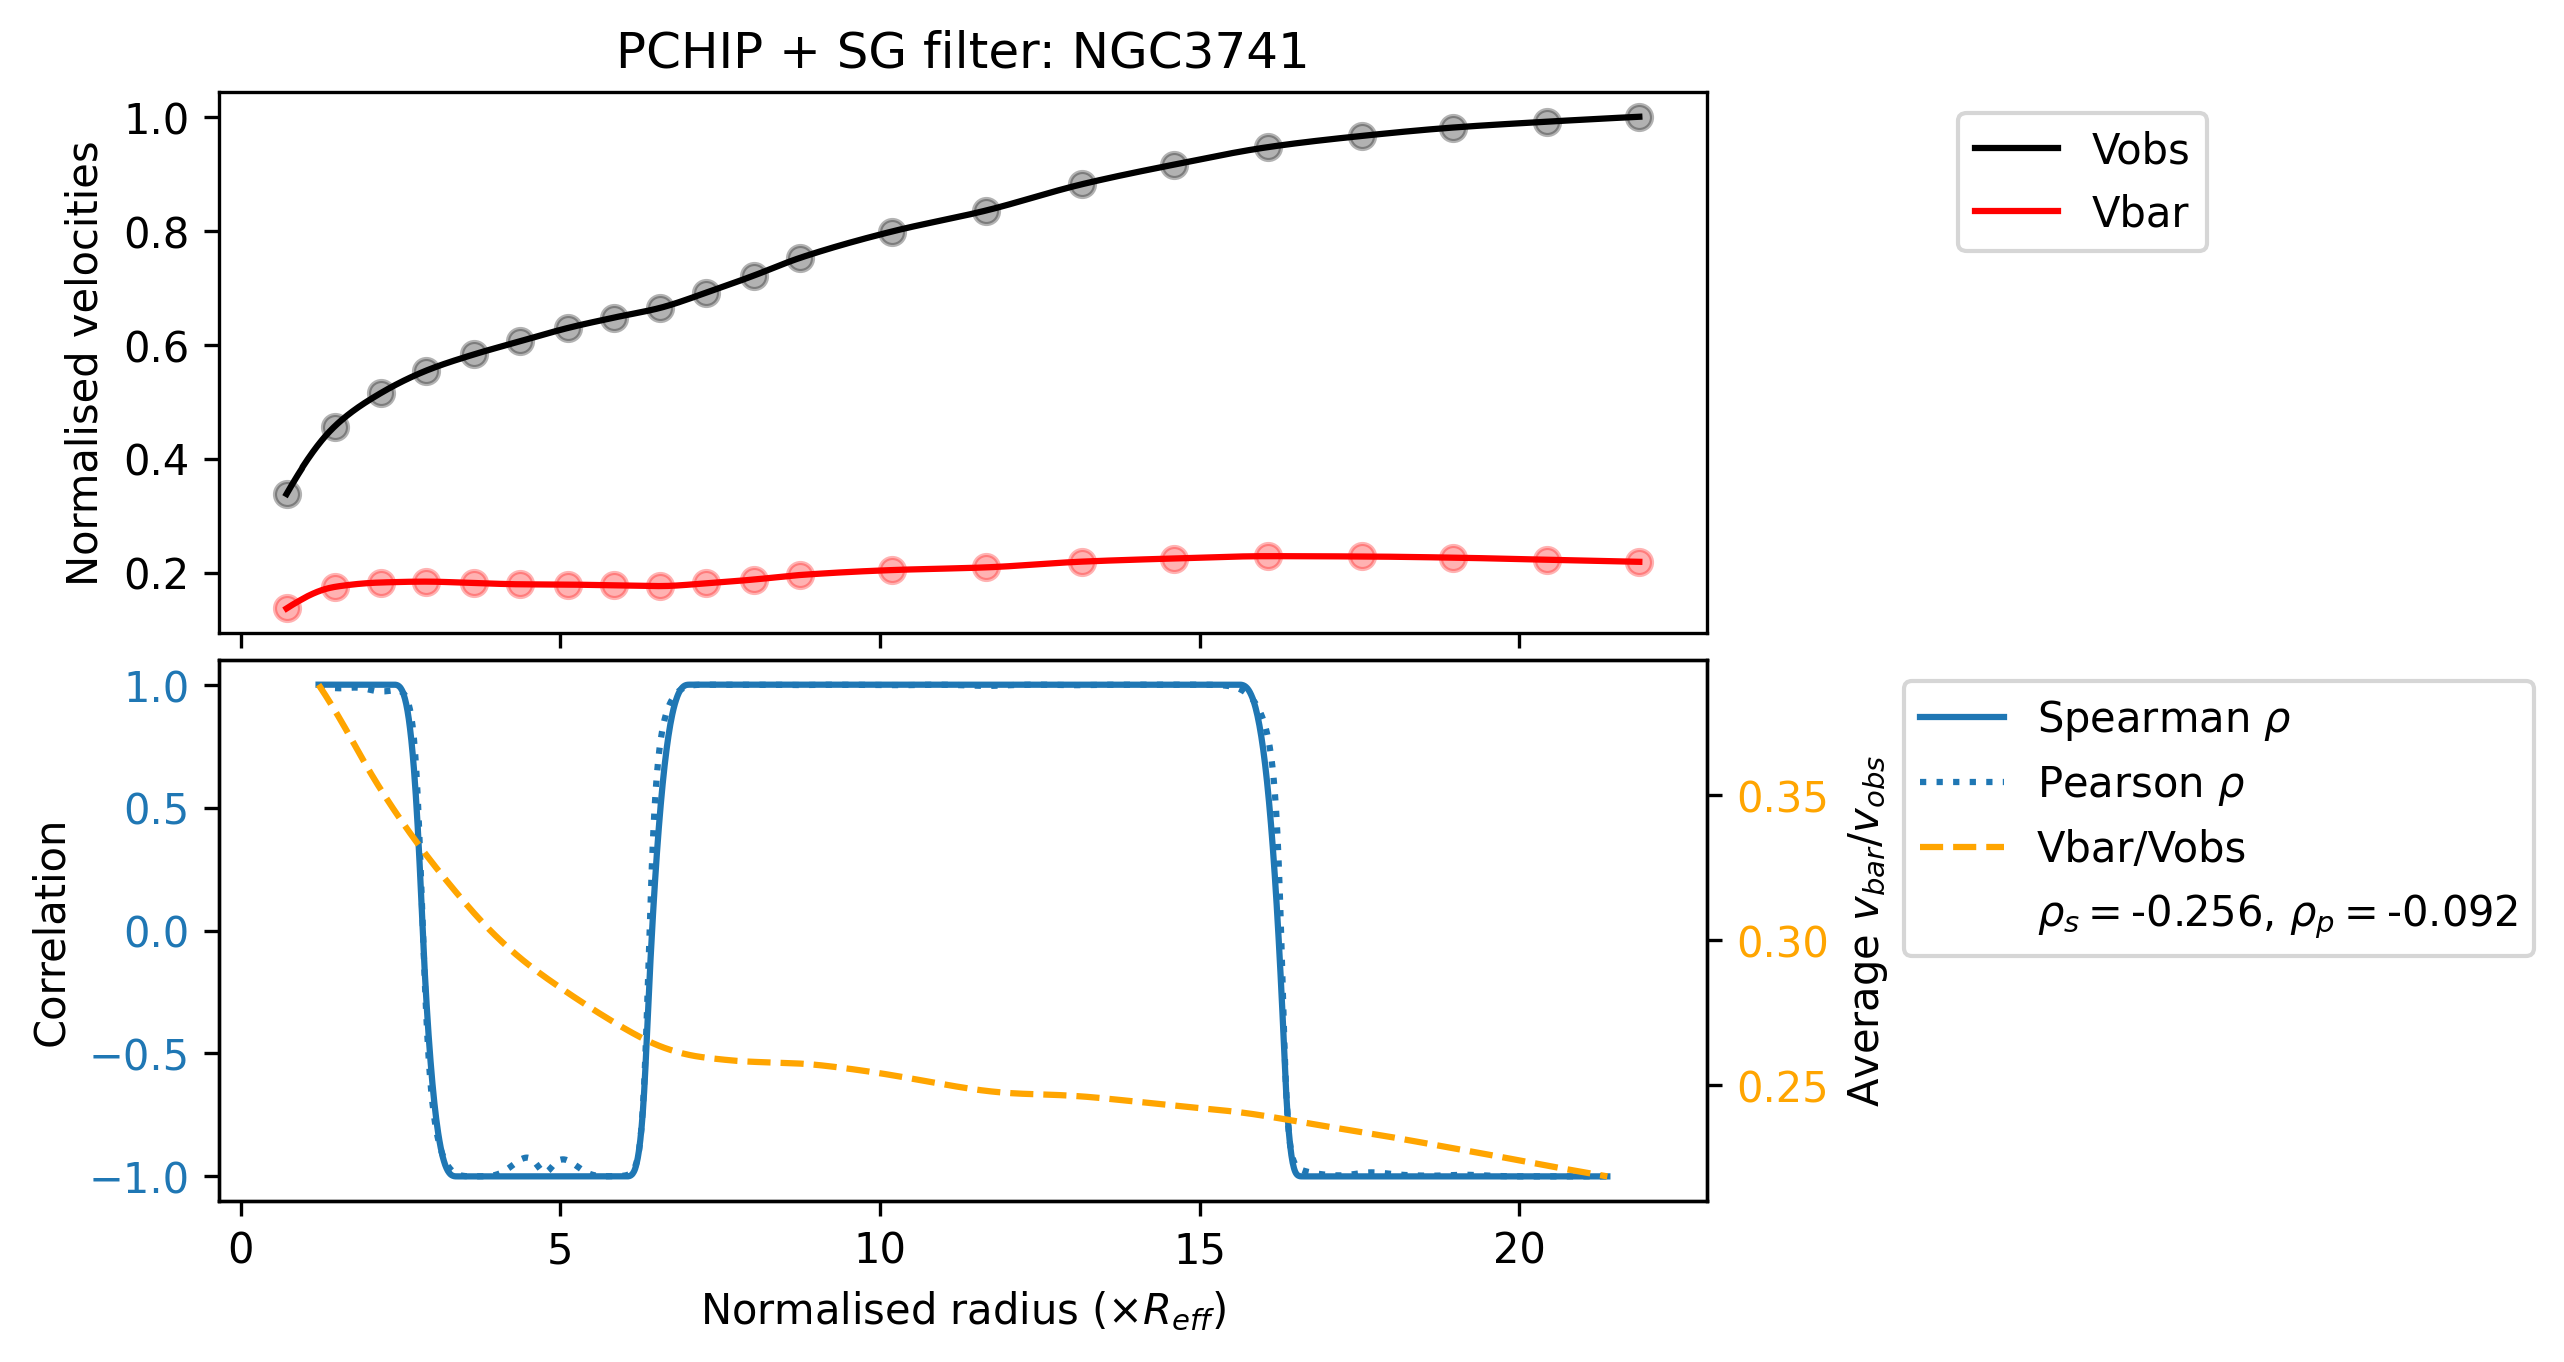 PCHIP + SG filter: NGC3741
Normalised velocities
1.0
0.8
0.6
0.4
0.2
Vobs
Vbar
Correlation
1.0
0.5
0.0
−0.5
−1.0
0.35
0.30
0.25
Average v_bar/v_obs
Spearman ρ
Pearson ρ
Vbar/Vobs
ρ_s = -0.256, ρ_p = -0.092
0 5 10 15 20
Normalised radius (×R_eff)